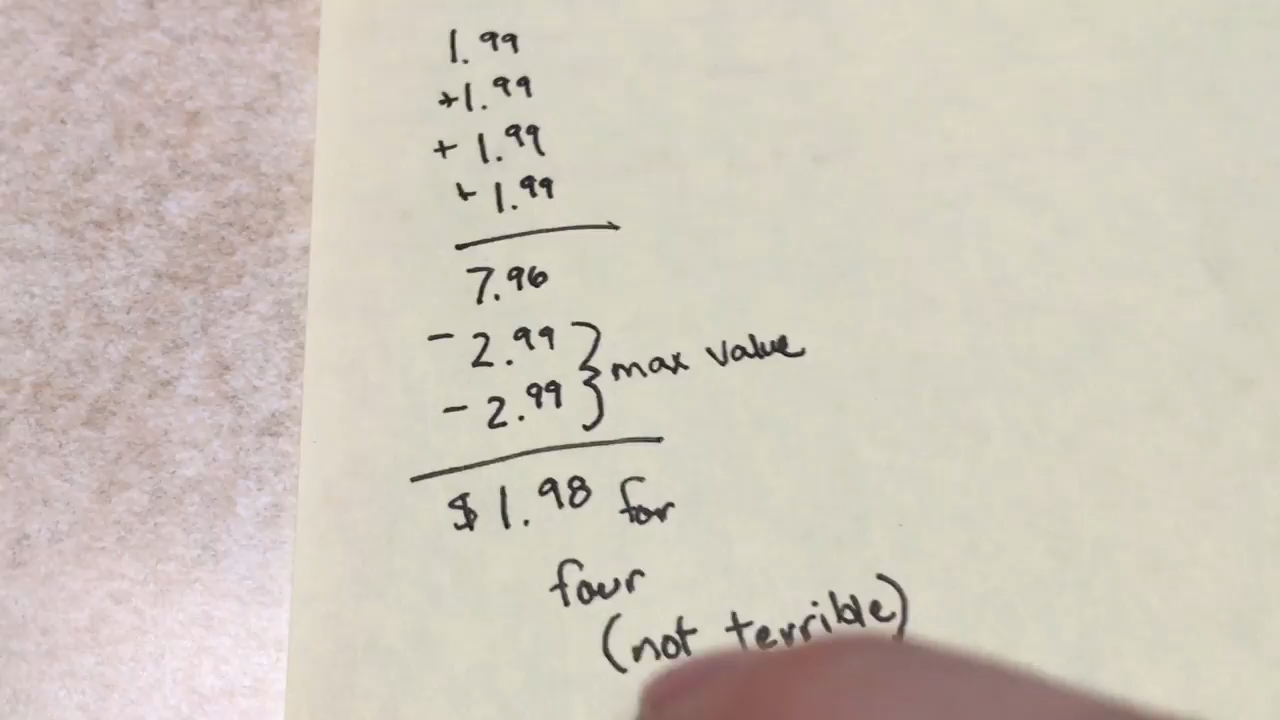 1.99
+1.99
+ 1.99
+ 1.99
7.96
- 2.99
- 2.99
} max value
$1.98 for
four
(not terrible)